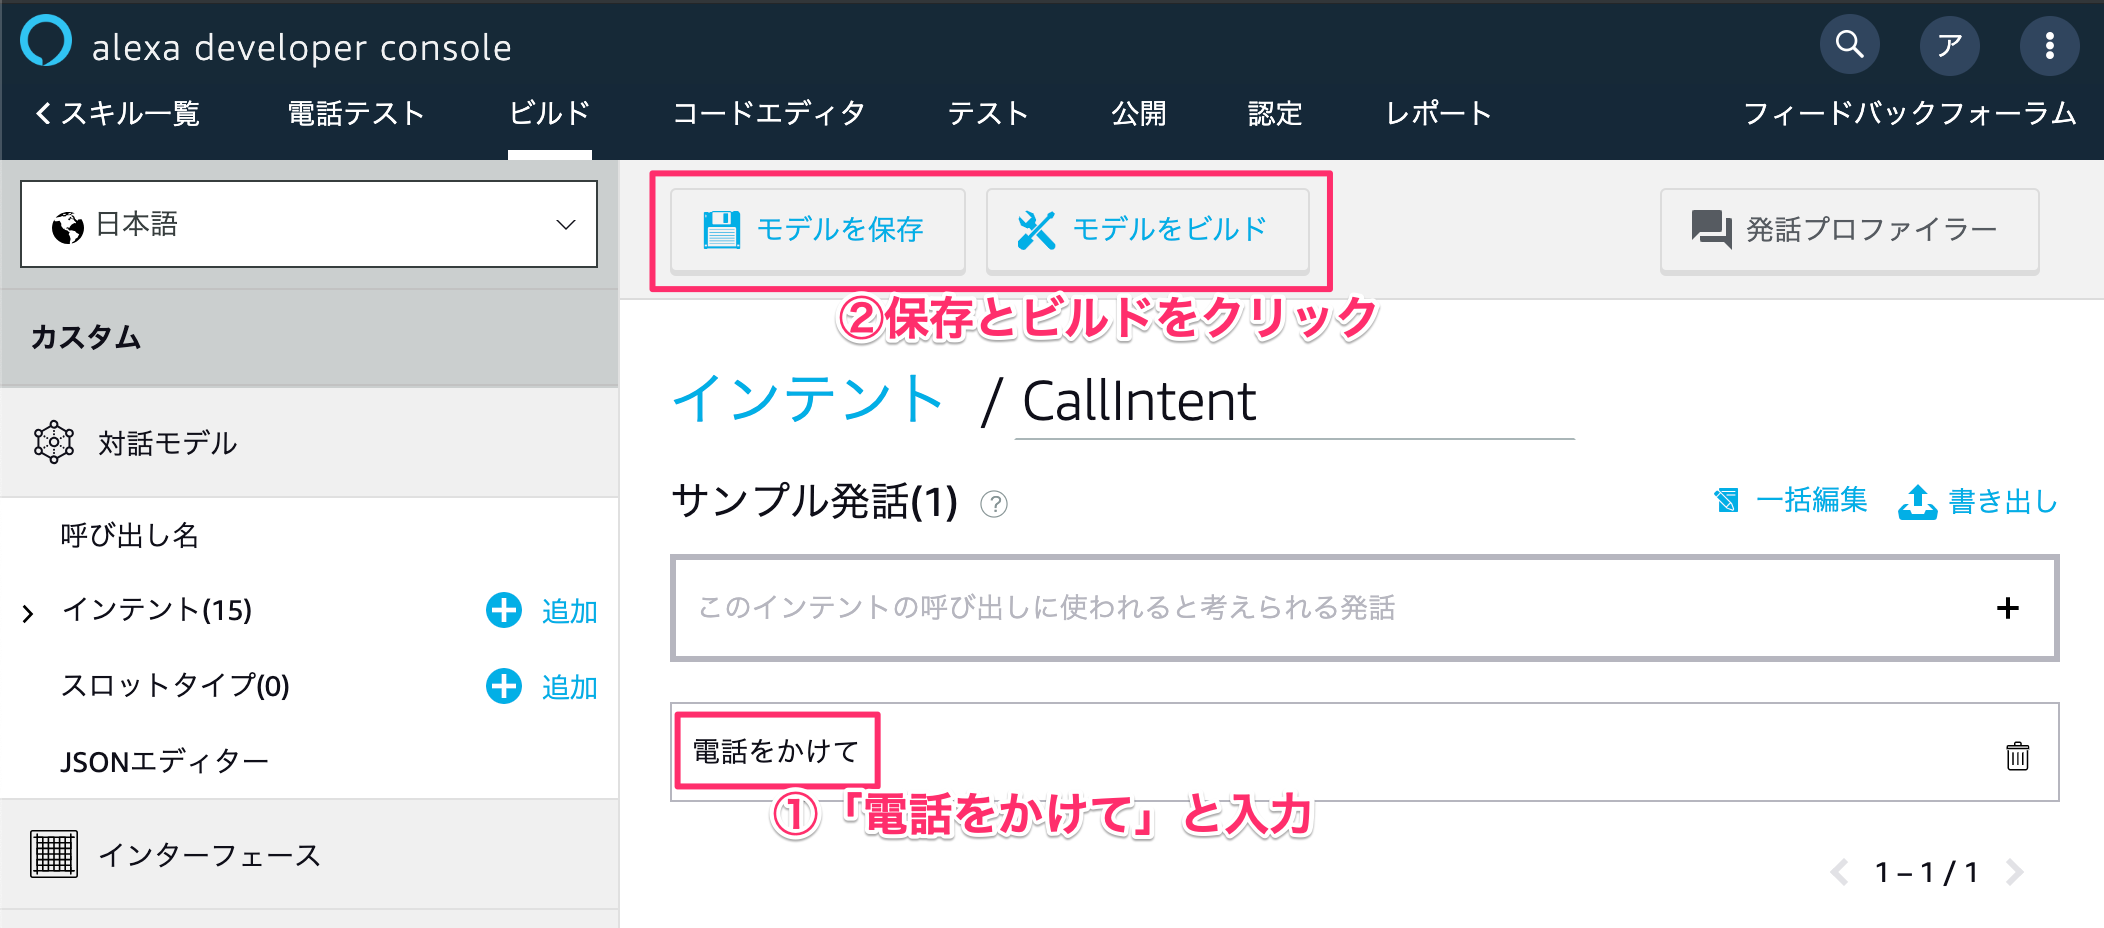 alexa developer console
ア
スキル一覧 電話テスト ビルド コードエディタ テスト 公開 認定 レポート フィードバックフォーラム
日本語
モデルを保存 モデルをビルド 発話プロファイラー
②保存とビルドをクリック
カスタム
インテント / CallIntent
対話モデル
サンプル発話(1) ? 一括編集 書き出し
呼び出し名
インテント(15) 追加
このインテントの呼び出しに使われると考えられる発話 +
スロットタイプ(0) 追加
電話をかけて
JSONエディター
①「電話をかけて」と入力
インターフェース
1 – 1 / 1